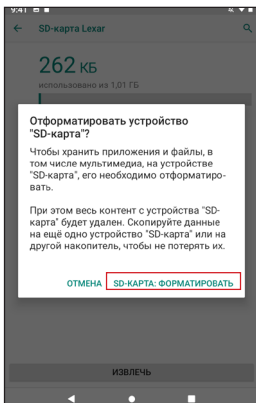 9:41
SD-карта Lexar
262 КБ
использовано из 1,01 ГБ
Отформатировать устройство
"SD-карта"?
Чтобы хранить приложения и файлы, в
том числе мультимедиа, на устройстве
"SD-карта", его необходимо отформатиро-
вать.
При этом весь контент с устройства "SD-
карта" будет удален. Скопируйте данные
на ещё одно устройство "SD-карта" или на
другой накопитель, чтобы не потерять их.
ОТМЕНА SD-КАРТА: ФОРМАТИРОВАТЬ
ИЗВЛЕЧЬ